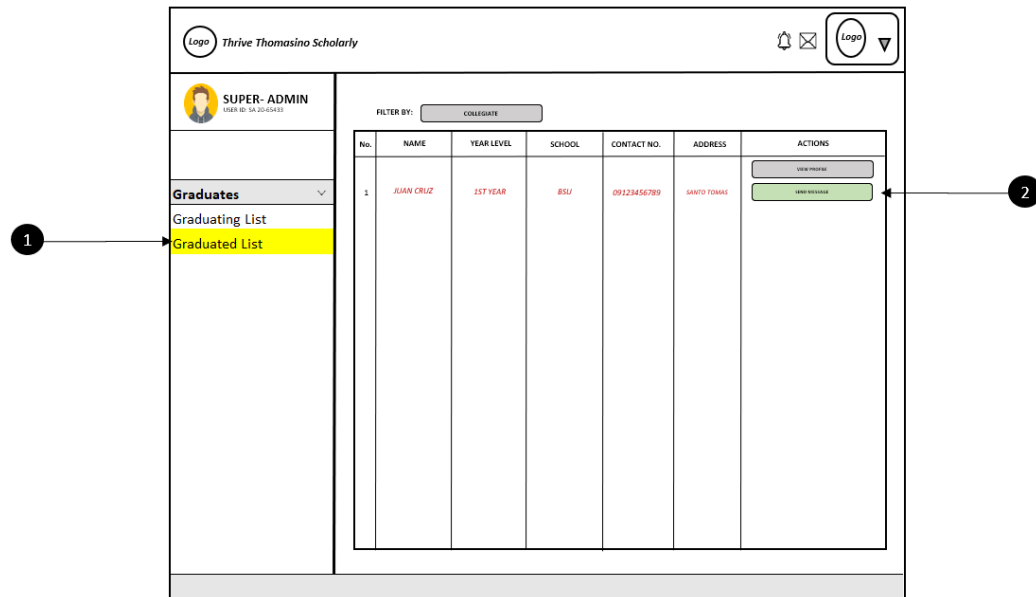 Logo Thrive Thomasino Scholarly Logo
SUPER- ADMIN
USER ID: SA 20-65433
FILTER BY: COLLEGIATE
No. NAME YEAR LEVEL SCHOOL CONTACT NO. ADDRESS ACTIONS
VIEW PROFILE
1 JUAN CRUZ 1ST YEAR BSU 09123456789 SANTO TOMAS SEND MESSAGE
2
Graduates
Graduating List
1
Graduated List